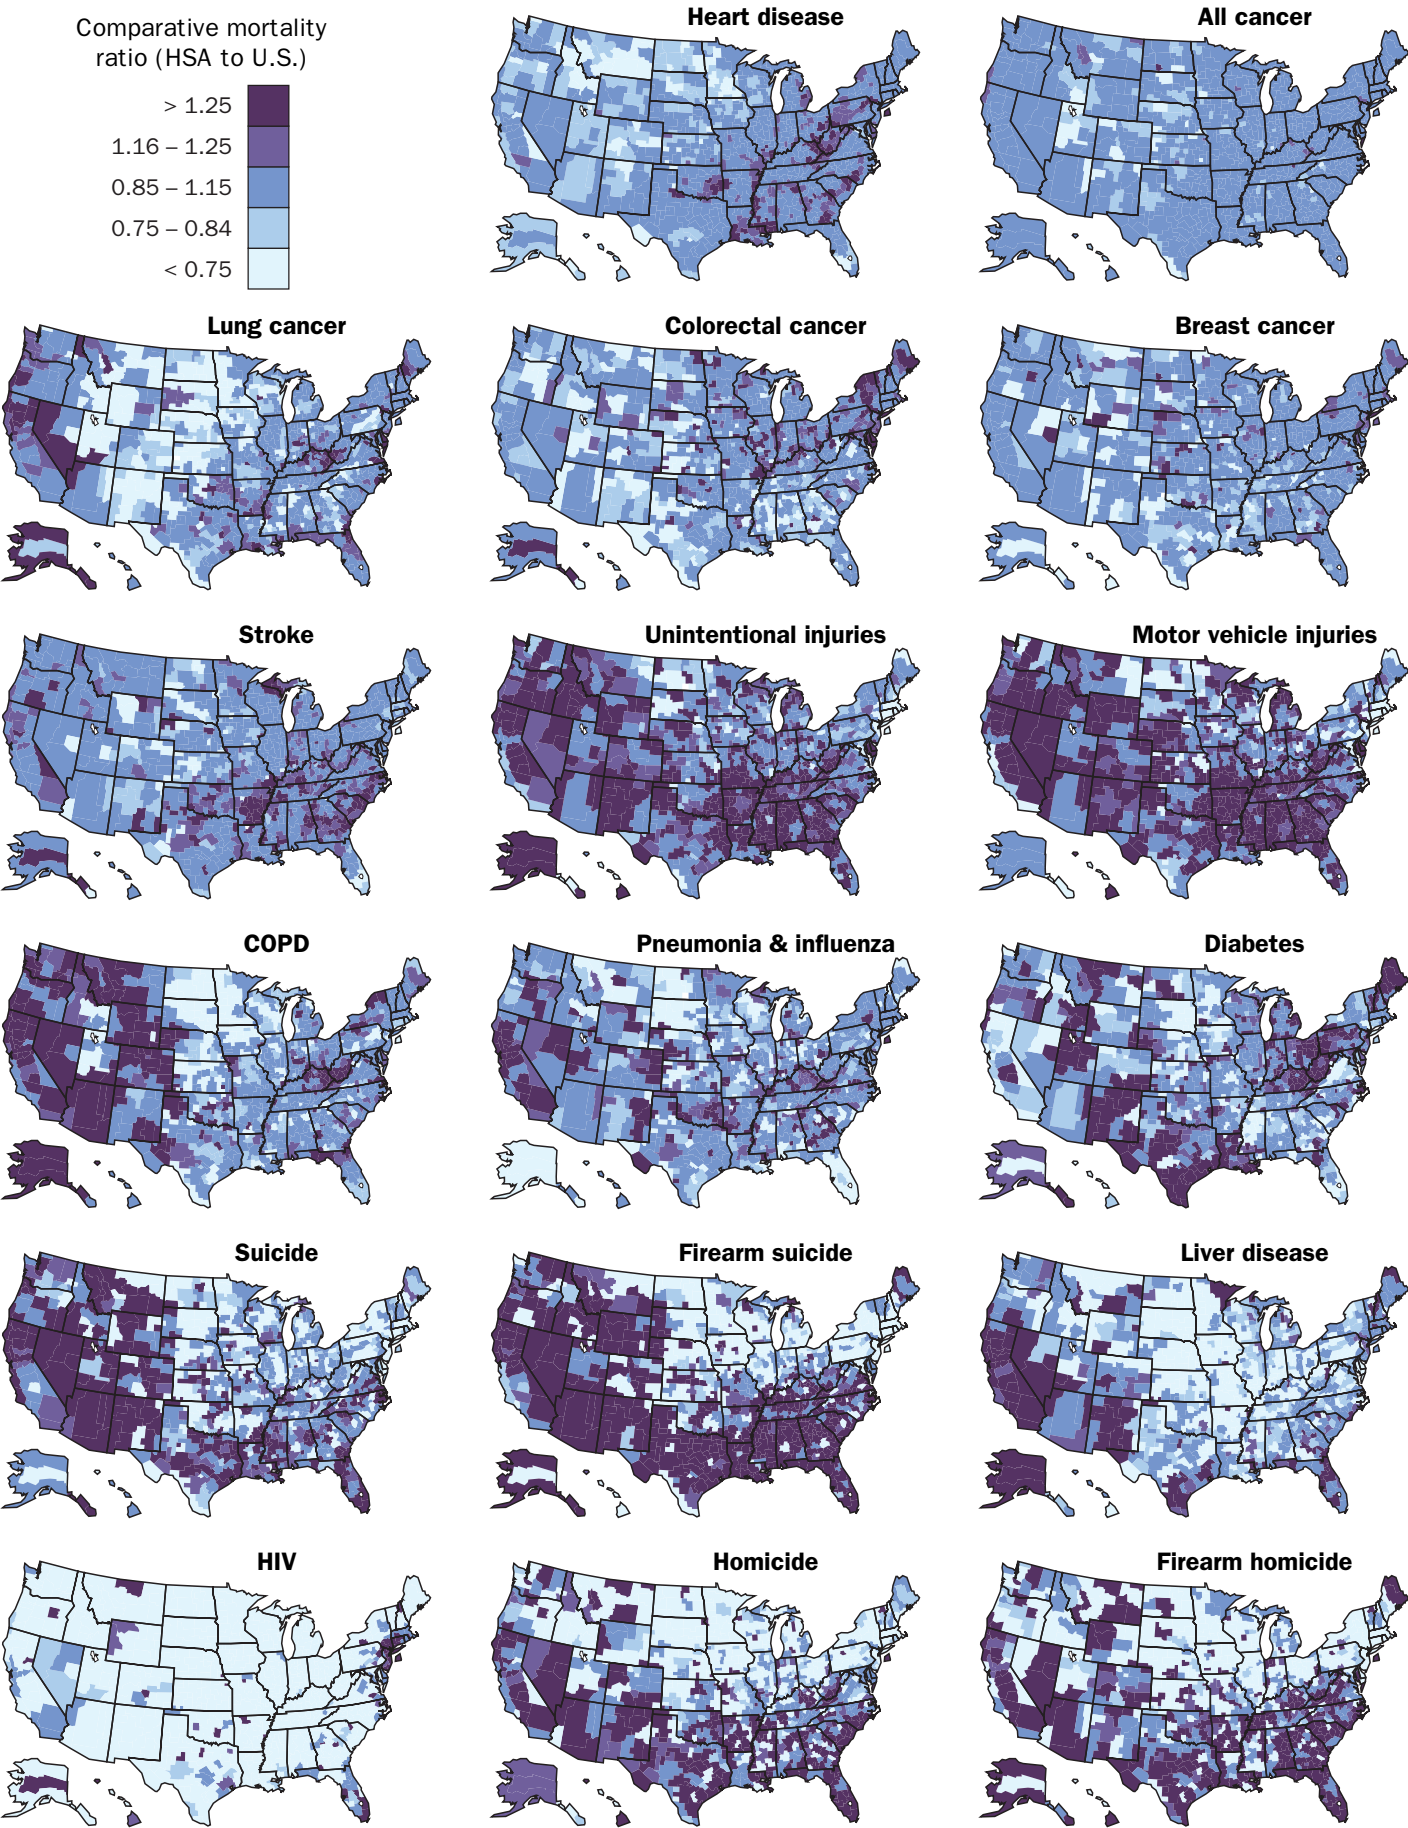 Comparative mortality
ratio (HSA to U.S.)
> 1.25
1.16 – 1.25
0.85 – 1.15
0.75 – 0.84
< 0.75
Heart disease
All cancer
Lung cancer
Colorectal cancer
Breast cancer
Stroke
Unintentional injuries
Motor vehicle injuries
COPD
Pneumonia & influenza
Diabetes
Suicide
Firearm suicide
Liver disease
HIV
Homicide
Firearm homicide